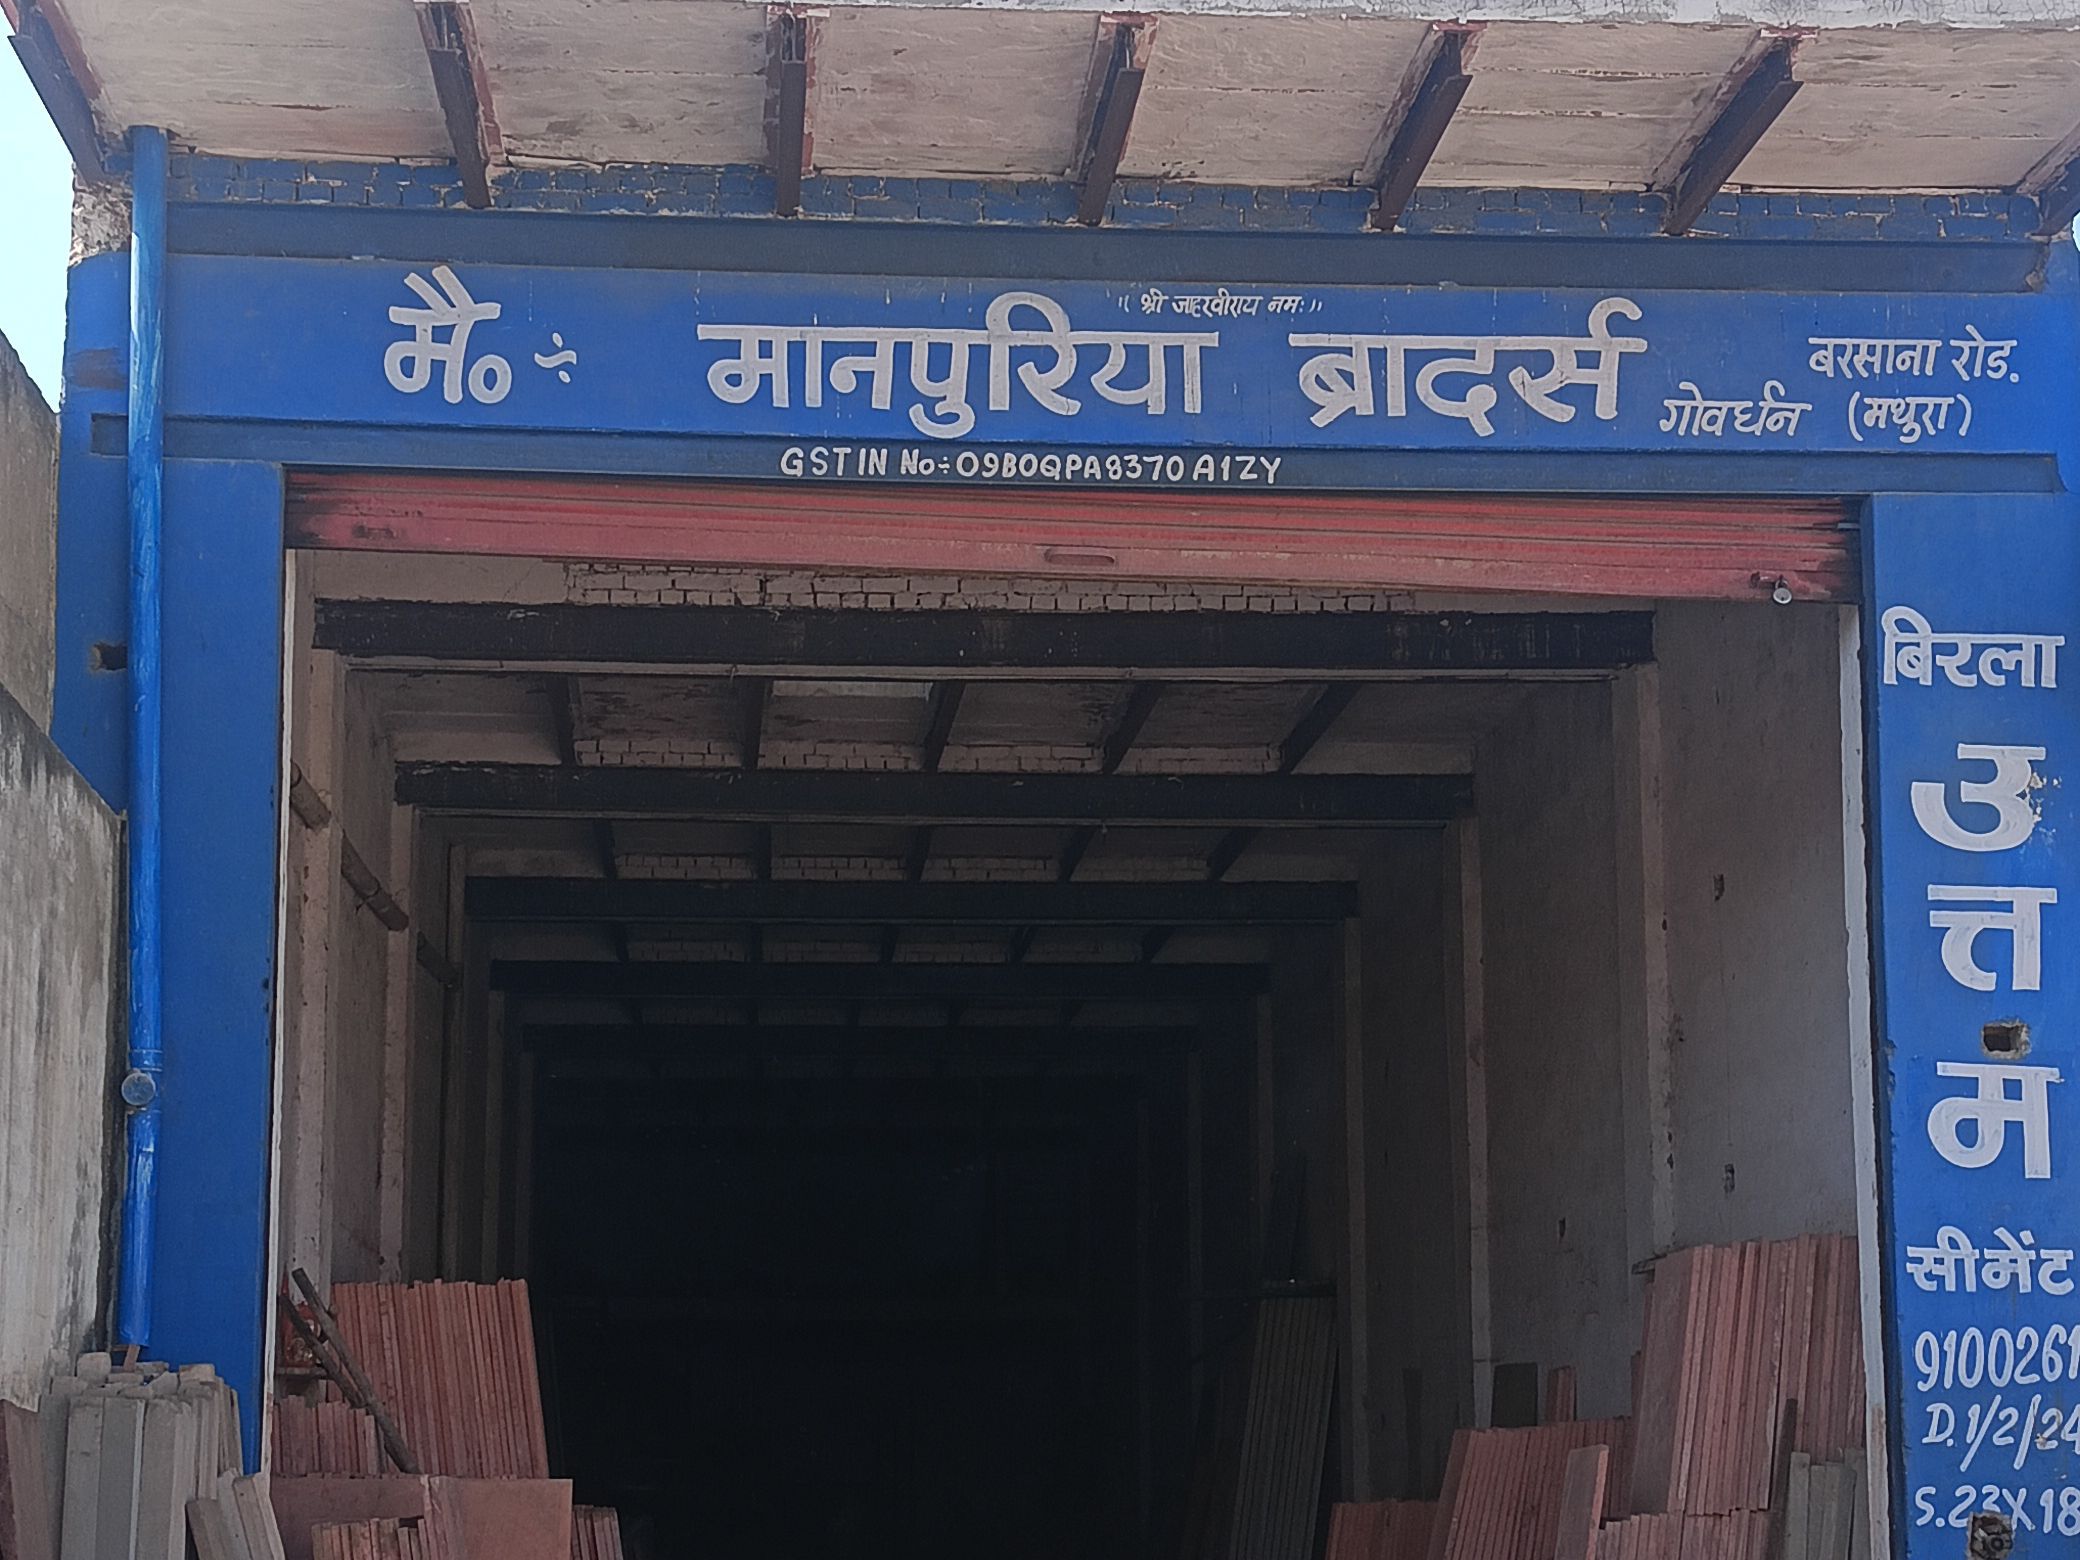 ।। श्री जाहरवीराय नमः ।।
मै० ÷ मानपुरिया ब्रादर्स
बरसाना रोड.
गोवर्धन (मथुरा)
GSTIN No÷09BOQPA8370A1ZY
बिरला
उ
त्त
म
सीमेंट
9100261
D.1/2/24
S.23X18